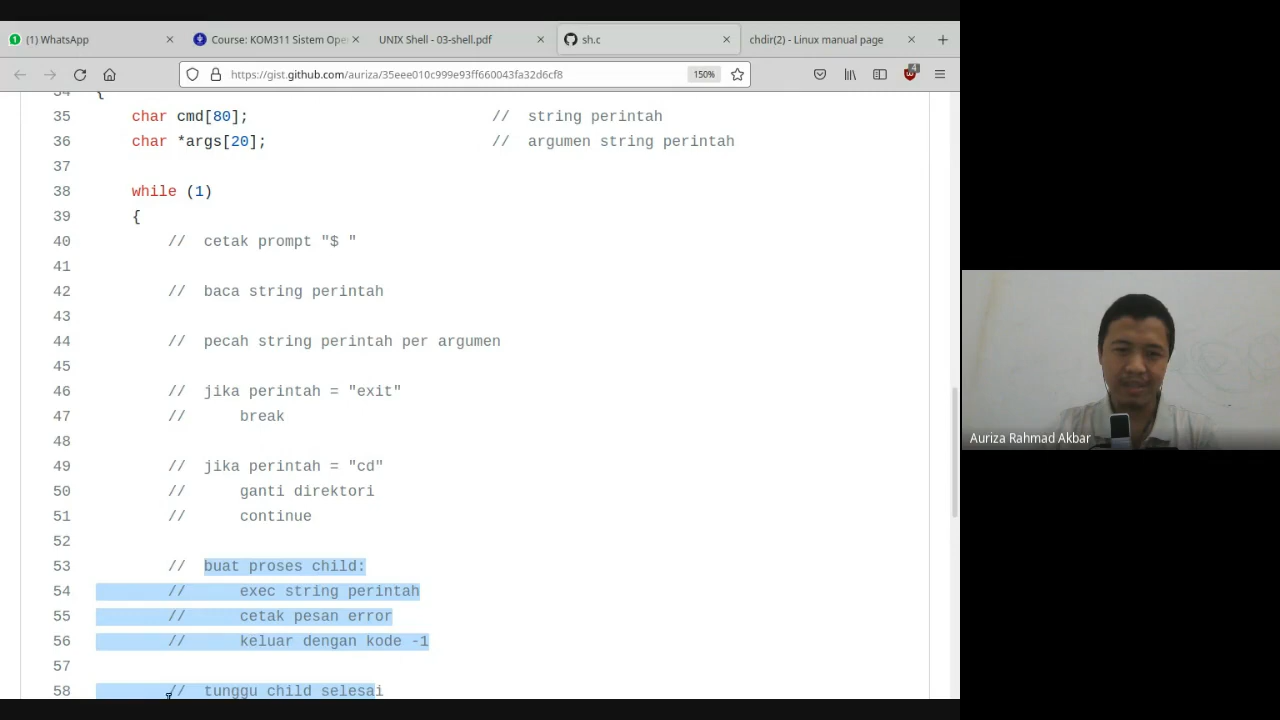 (1) WhatsApp
Course: KOM311 Sistem Ope
UNIX Shell - 03-shell.pdf
sh.c
chdir(2) - Linux manual page
https://gist.github.com/auriza/35eee010c999e93ff660043fa32d6cf8
150%
4
34 {
35 char cmd[80]; // string perintah
36 char *args[20]; // argumen string perintah
37
38 while (1)
39 {
40 // cetak prompt "$ "
41
42 // baca string perintah
43
44 // pecah string perintah per argumen
45
46 // jika perintah = "exit"
47 // break
48
49 // jika perintah = "cd"
50 // ganti direktori
51 // continue
52
53 // buat proses child:
54 // exec string perintah
55 // cetak pesan error
56 // keluar dengan kode -1
57
58 // tunggu child selesai
Auriza Rahmad Akbar